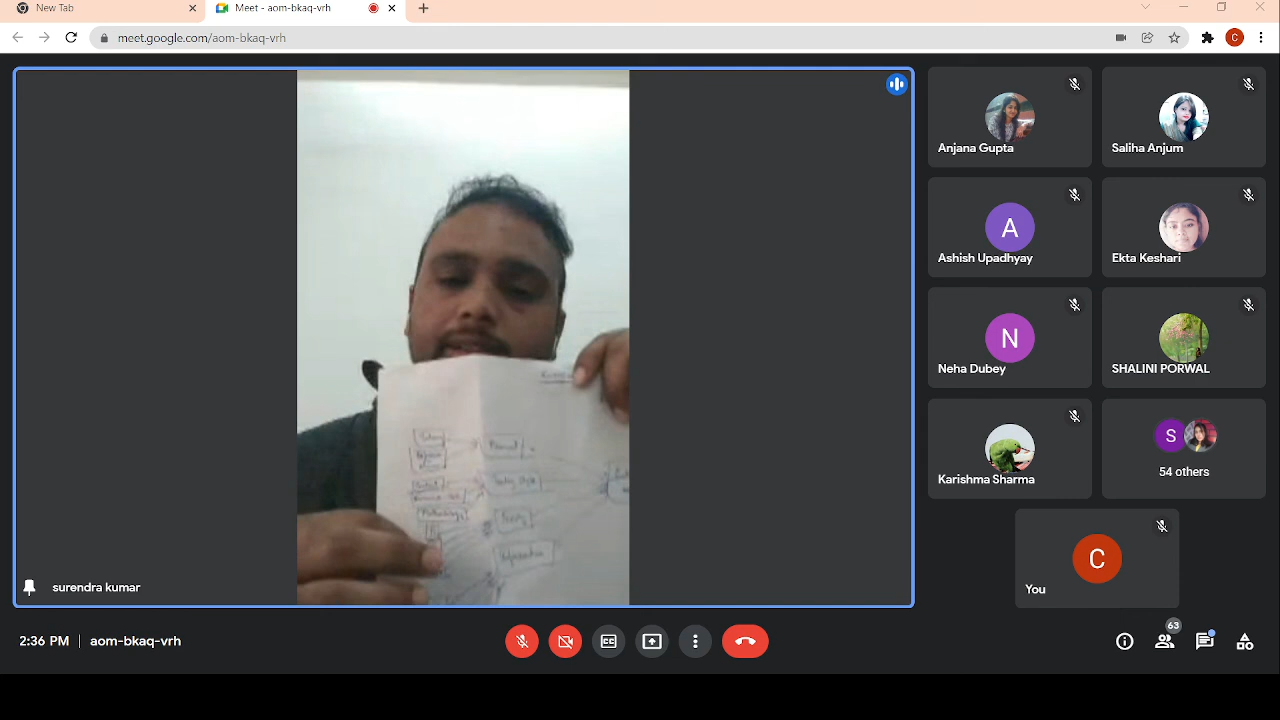 New Tab
Meet - aom-bkaq-vrh
meet.google.com/aom-bkaq-vrh
C
Anjana Gupta
Saliha Anjum
A
Ashish Upadhyay
Ekta Keshari
N
Neha Dubey
SHALINI PORWAL
Karishma Sharma
S
54 others
C
You
surendra kumar
2:36 PM | aom-bkaq-vrh
CC
63